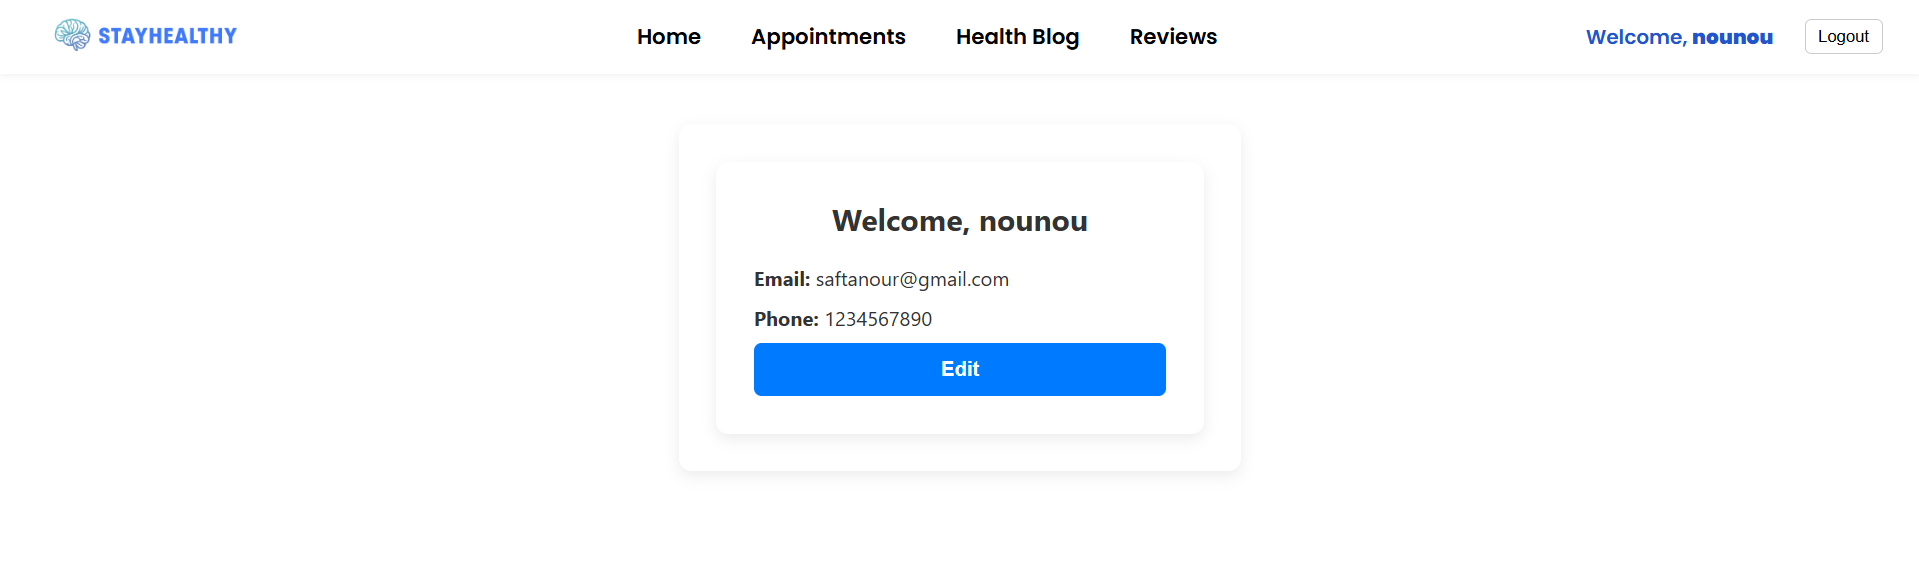 STAYHEALTHY
Home Appointments Health Blog Reviews
Welcome, nounou Logout
Welcome, nounou
Email: saftanour@gmail.com
Phone: 1234567890
Edit